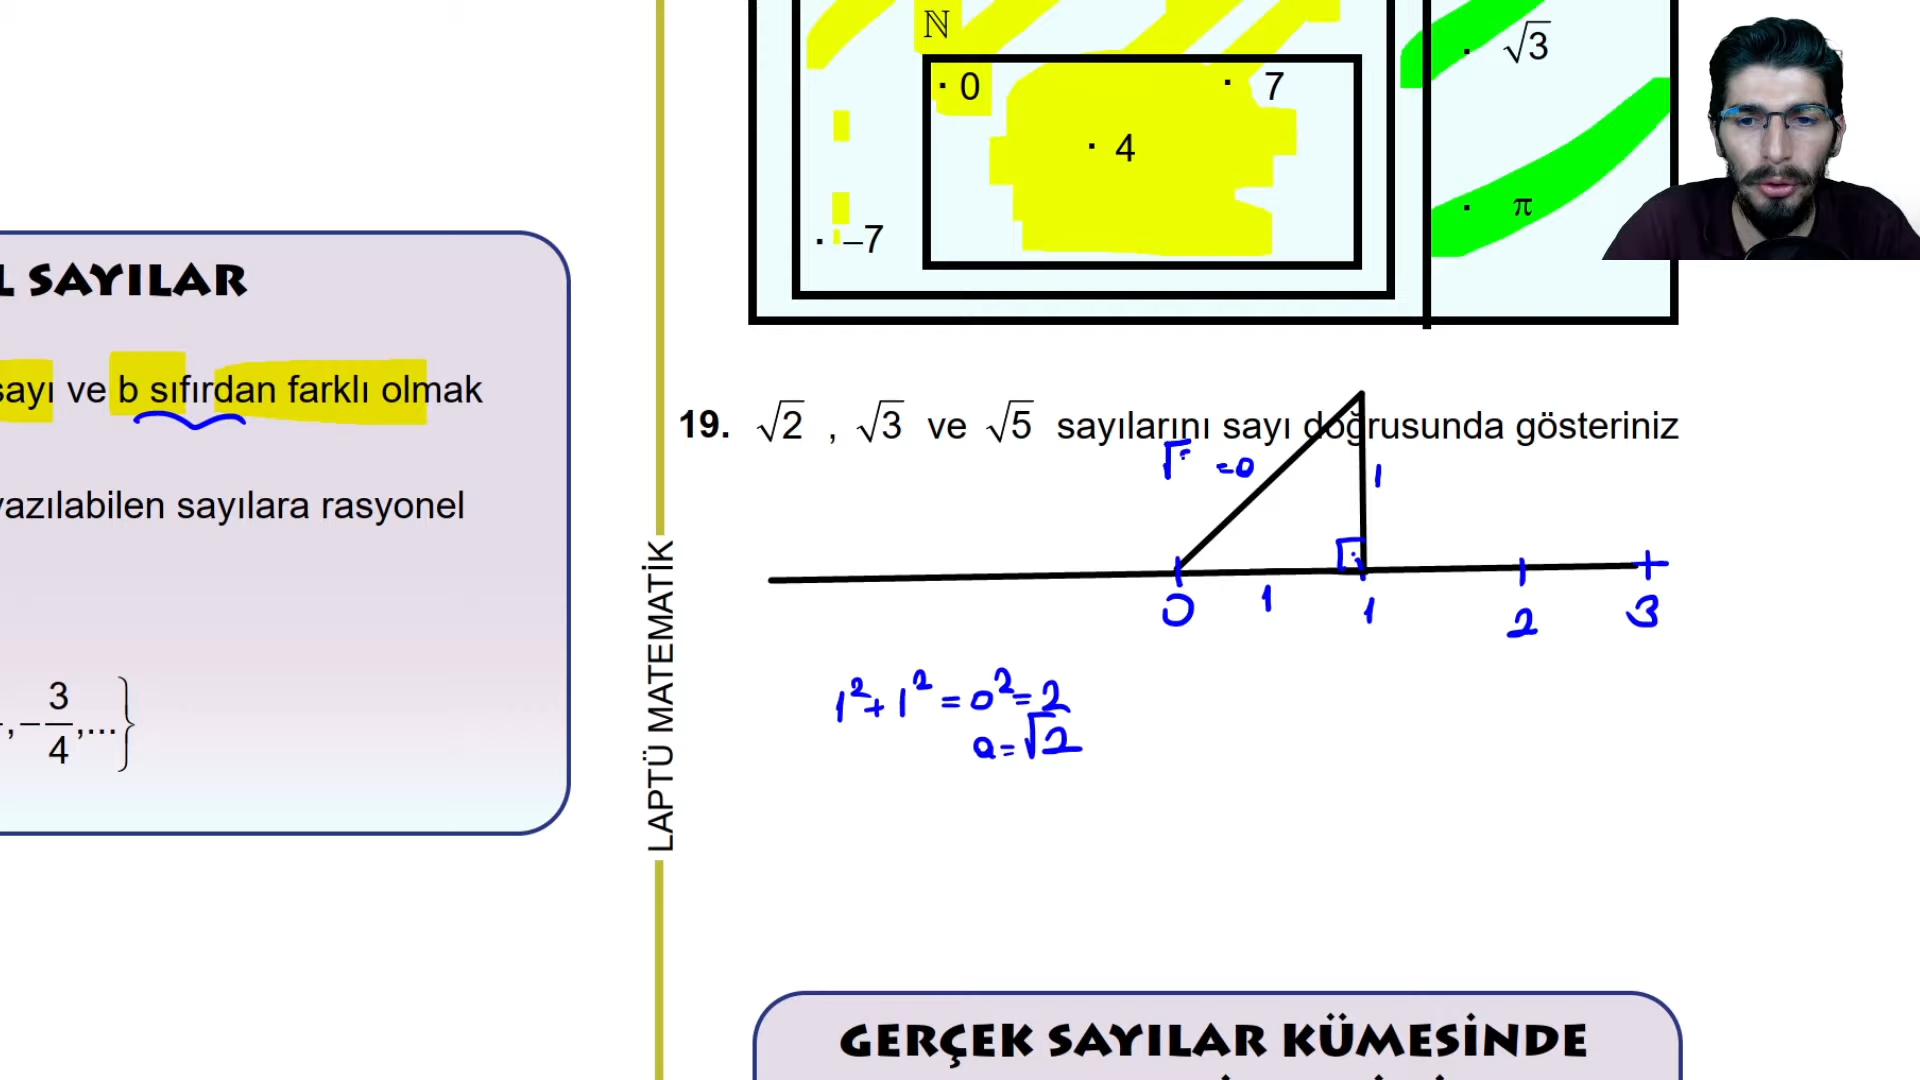 L SAYILAR
sayı ve b sıfırdan farklı olmak
yazılabilen sayılara rasyonel
,-3/4,...}
LAPTÜ MATEMATİK
ℕ
· 0
· 7
· 4
· –7
· √3
· π
19. √2 , √3 ve √5 sayılarını sayı doğrusunda gösteriniz
=a
1
0 1 1 2 3
1²+1²=a²=2
a=√2
GERÇEK SAYILAR KÜMESİNDE